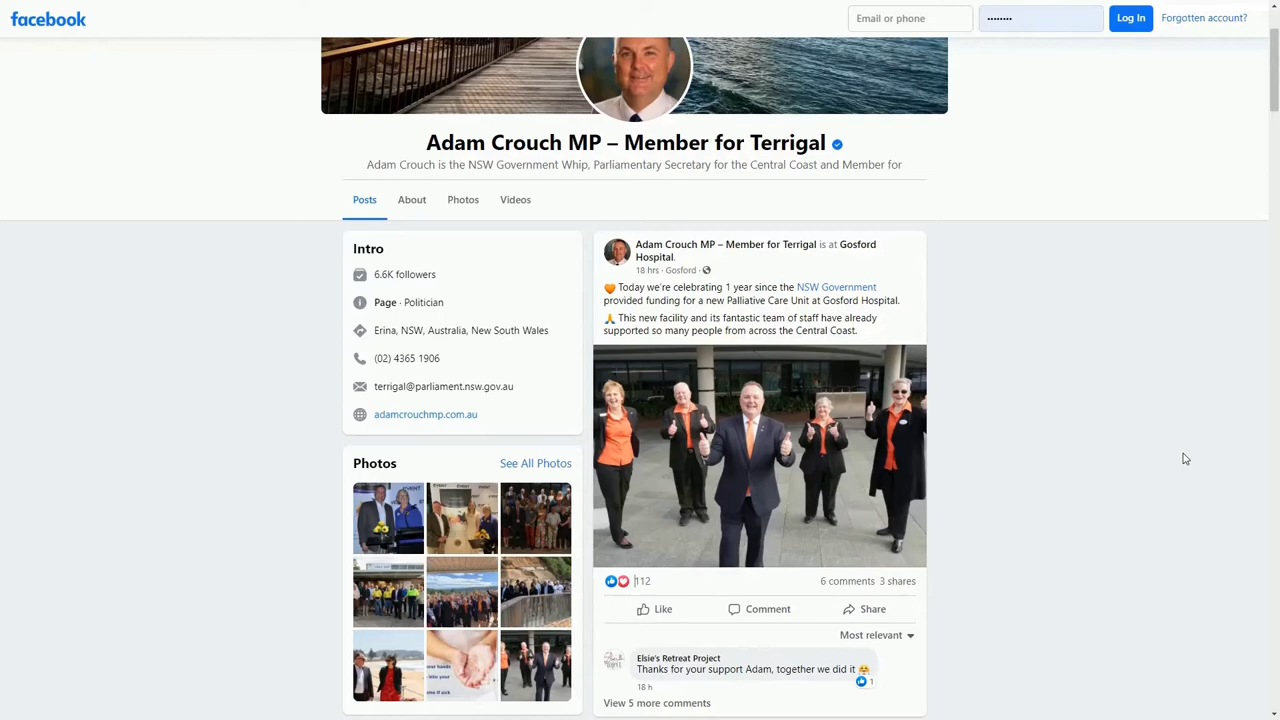 facebook
Email or phone
••••••••
Log In
Forgotten account?
Adam Crouch MP – Member for Terrigal
Adam Crouch is the NSW Government Whip, Parliamentary Secretary for the Central Coast and Member for
Posts
About
Photos
Videos
Intro
6.6K followers
Page · Politician
Erina, NSW, Australia, New South Wales
(02) 4365 1906
terrigal@parliament.nsw.gov.au
adamcrouchmp.com.au
Photos
See All Photos
Adam Crouch MP – Member for Terrigal is at Gosford
Hospital.
18 hrs · Gosford ·
🧡 Today we're celebrating 1 year since the NSW Government
provided funding for a new Palliative Care Unit at Gosford Hospital.
🙏 This new facility and its fantastic team of staff have already
supported so many people from across the Central Coast.
112
6 comments 3 shares
Like
Comment
Share
Most relevant
Elsie's Retreat Project
Thanks for your support Adam, together we did it 🤗
1
18 h
View 5 more comments